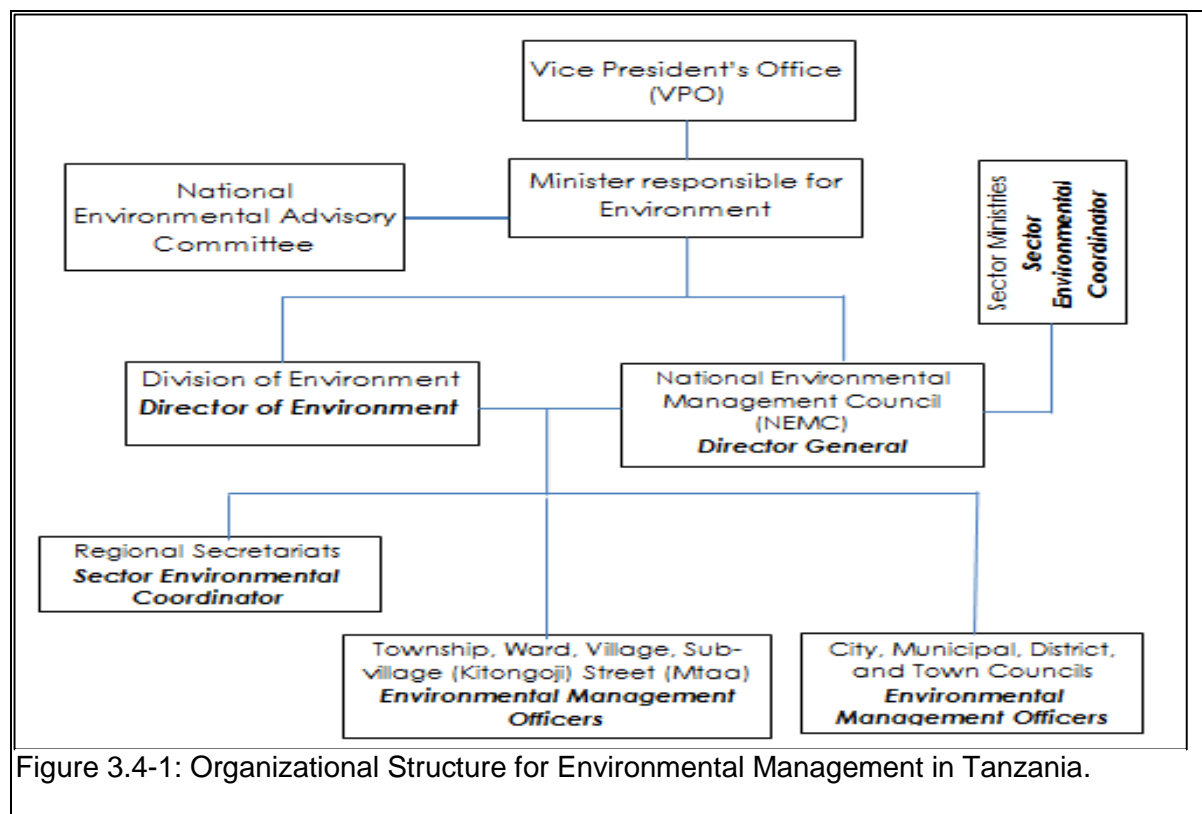 Vice President's Office
(VPO)
National
Environmental Advisory
Committee
Minister responsible for
Environment
Sector Ministries
Sector
Environmental
Coordinator
Division of Environment
Director of Environment
National Environmental
Management Council
(NEMC)
Director General
Regional Secretariats
Sector Environmental
Coordinator
Township, Ward, Village, Sub-
village (Kitongoji) Street (Mtaa)
Environmental Management
Officers
City, Municipal, District,
and Town Councils
Environmental
Management Officers
Figure 3.4-1: Organizational Structure for Environmental Management in Tanzania.